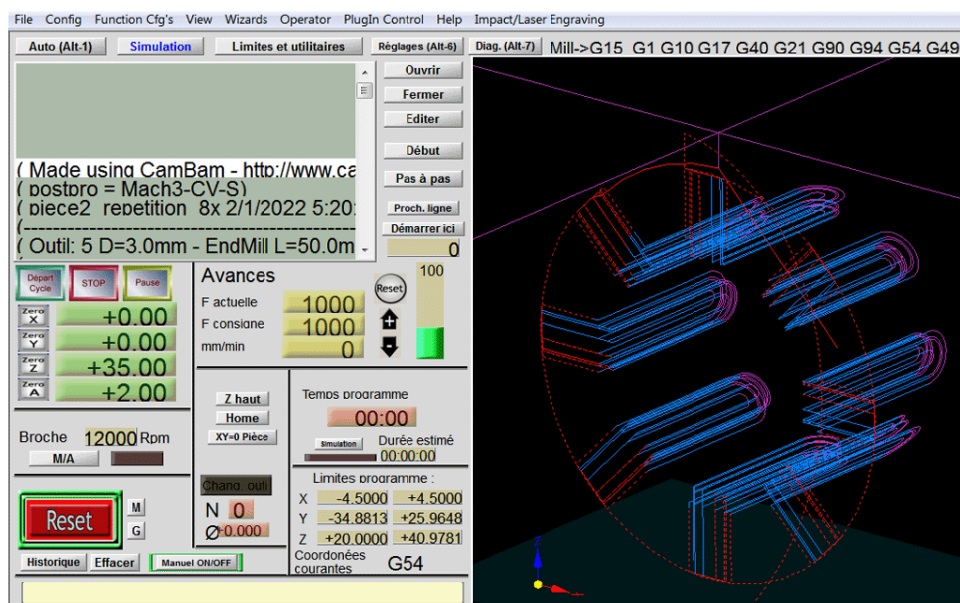 File Config Function Cfg's View Wizards Operator PlugIn Control Help Impact/Laser Engraving
Auto (Alt-1) Simulation Limites et utilitaires Réglages (Alt-6) Diag. (Alt-7) Mill->G15 G1 G10 G17 G40 G21 G90 G94 G54 G49
( Made using CamBam - http://www.ca
( postpro = Mach3-CV-S)
( piece2_repetition_8x 2/1/2022 5:20:
(-----------------------------------------
( Outil: 5 D=3.0mm - EndMill L=50.0m
Ouvrir
Fermer
Editer
Début
Pas à pas
Proch. ligne
Démarrer ici
0
Départ Cycle STOP Pause
Zero X +0.00
Zero Y +0.00
Zero Z +35.00
Zero A +2.00
Avances
F actuelle 1000
F consigne 1000
mm/min 0
Reset
100
Broche 12000 Rpm
M/A
Z haut
Home
XY=0 Pièce
Temps programme
00:00
Simulation Durée estimé
00:00:00
Chang. outil
N 0
Ø +0.000
Limites programme :
X -4.5000 +4.5000
Y -34.8813 +25.9648
Z +20.0000 +40.9781
Coordonées
courantes G54
Reset
M
G
Historique Effacer Manuel ON/OFF
Z